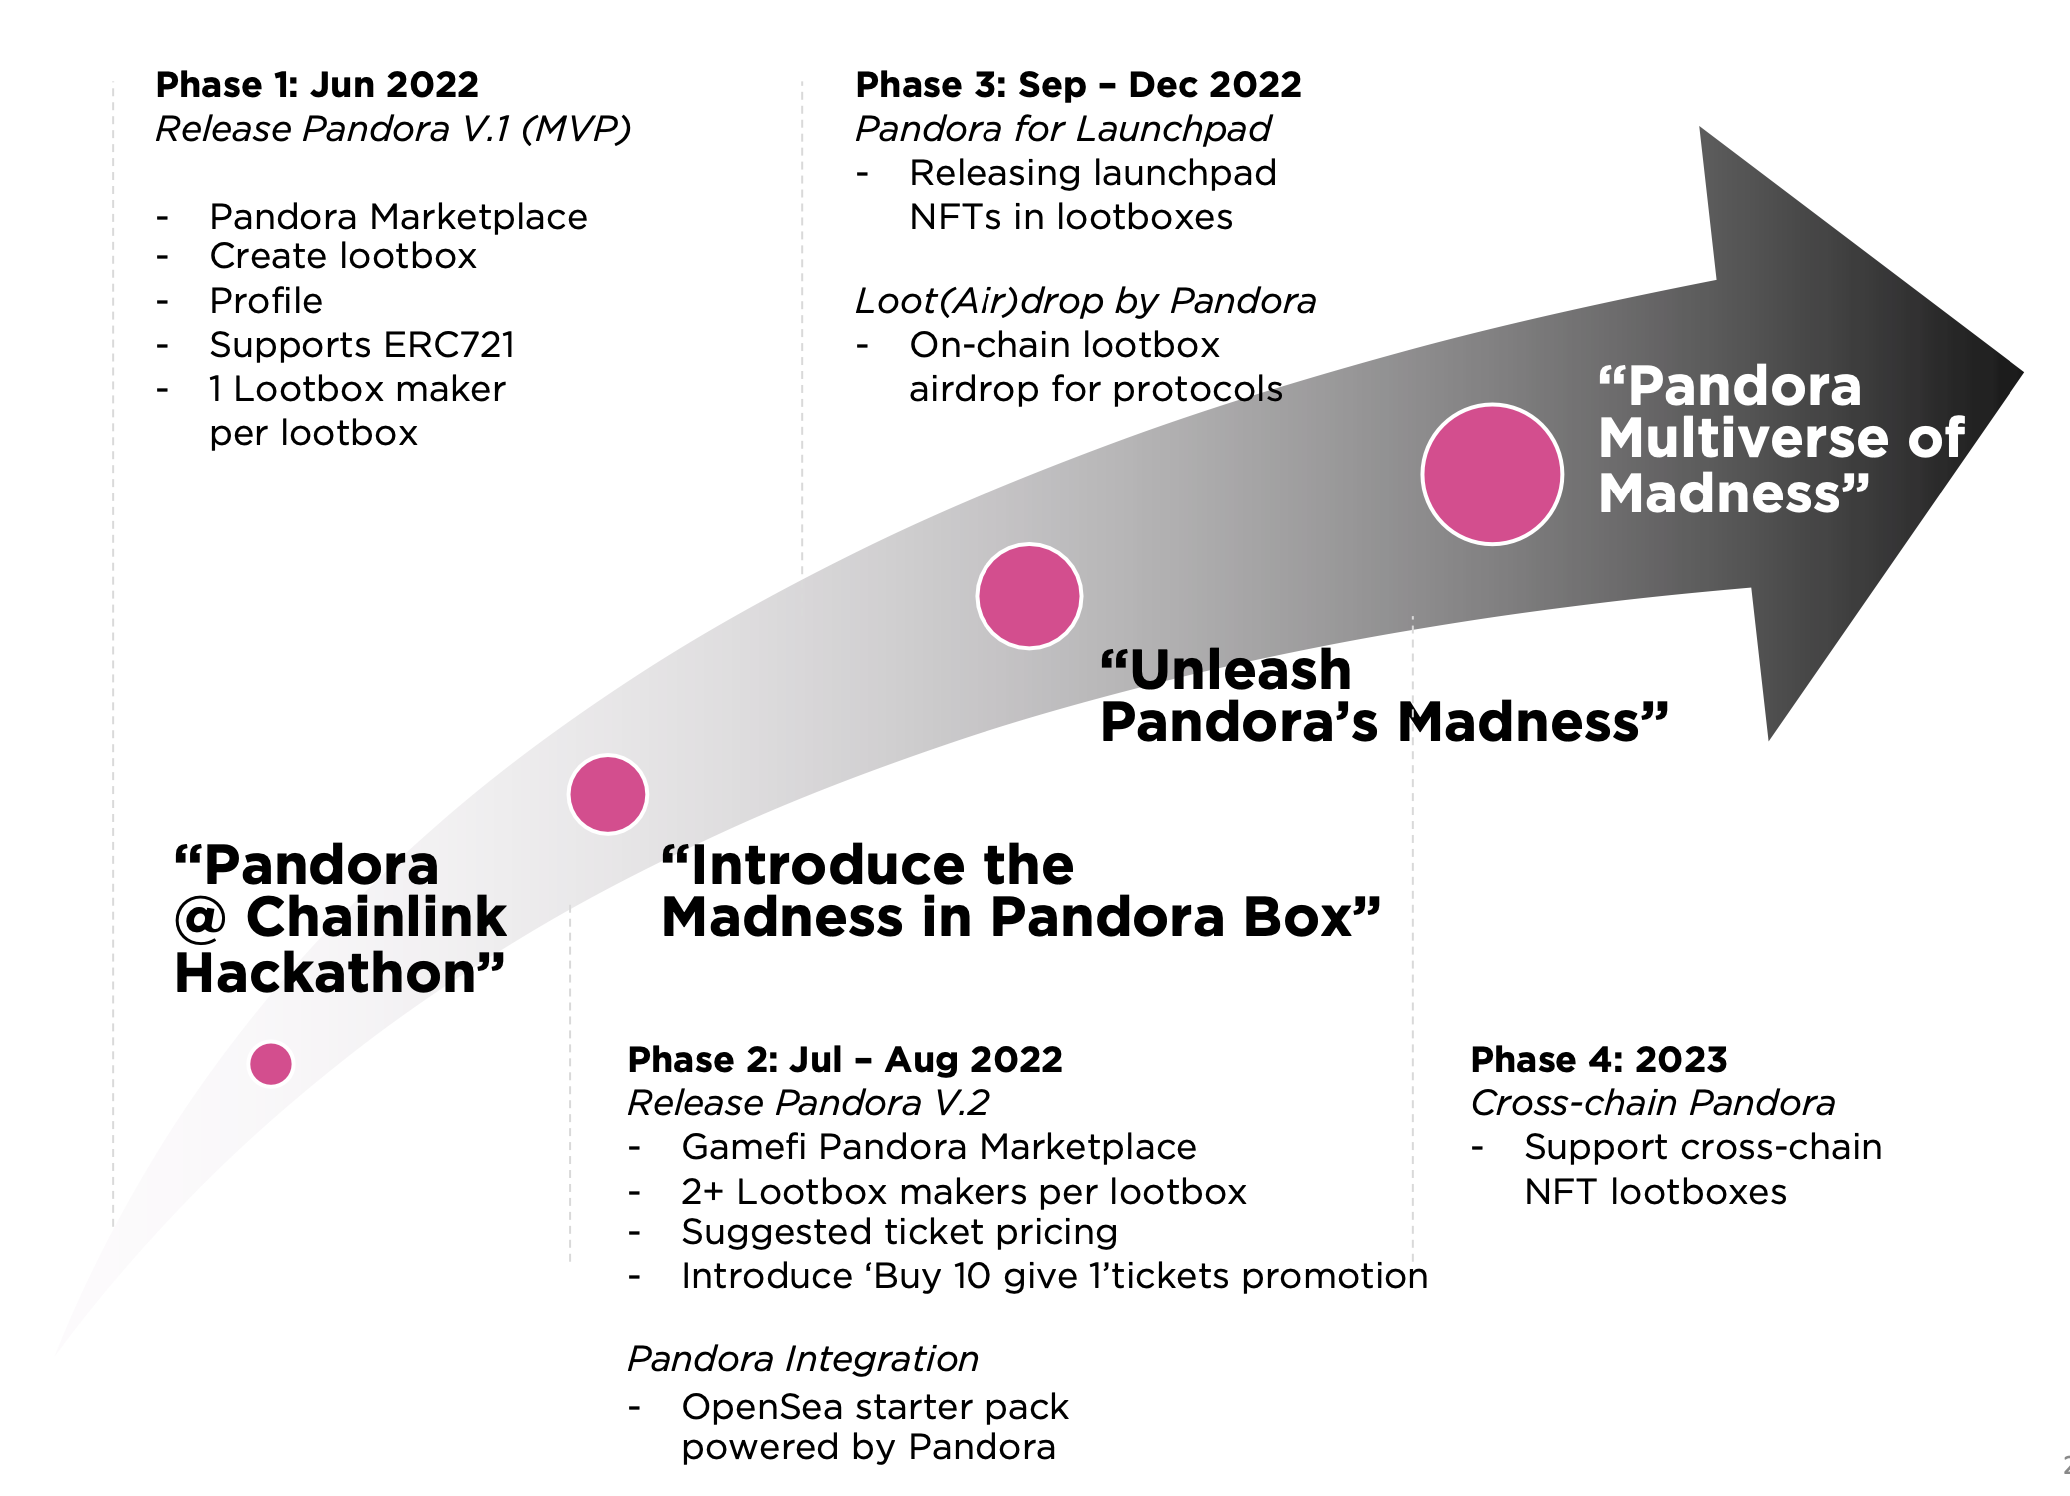 Phase 1: Jun 2022
Release Pandora V.1 (MVP)
- Pandora Marketplace
- Create lootbox
- Profile
- Supports ERC721
- 1 Lootbox maker
per lootbox
Phase 3: Sep – Dec 2022
Pandora for Launchpad
- Releasing launchpad
NFTs in lootboxes
Loot(Air)drop by Pandora
- On-chain lootbox
airdrop for protocols
“Pandora
Multiverse of
Madness”
“Unleash
Pandora’s Madness”
“Pandora
@ Chainlink
Hackathon”
“Introduce the
Madness in Pandora Box”
Phase 2: Jul – Aug 2022
Release Pandora V.2
- Gamefi Pandora Marketplace
- 2+ Lootbox makers per lootbox
- Suggested ticket pricing
- Introduce ‘Buy 10 give 1’tickets promotion
Pandora Integration
- OpenSea starter pack
powered by Pandora
Phase 4: 2023
Cross-chain Pandora
- Support cross-chain
NFT lootboxes